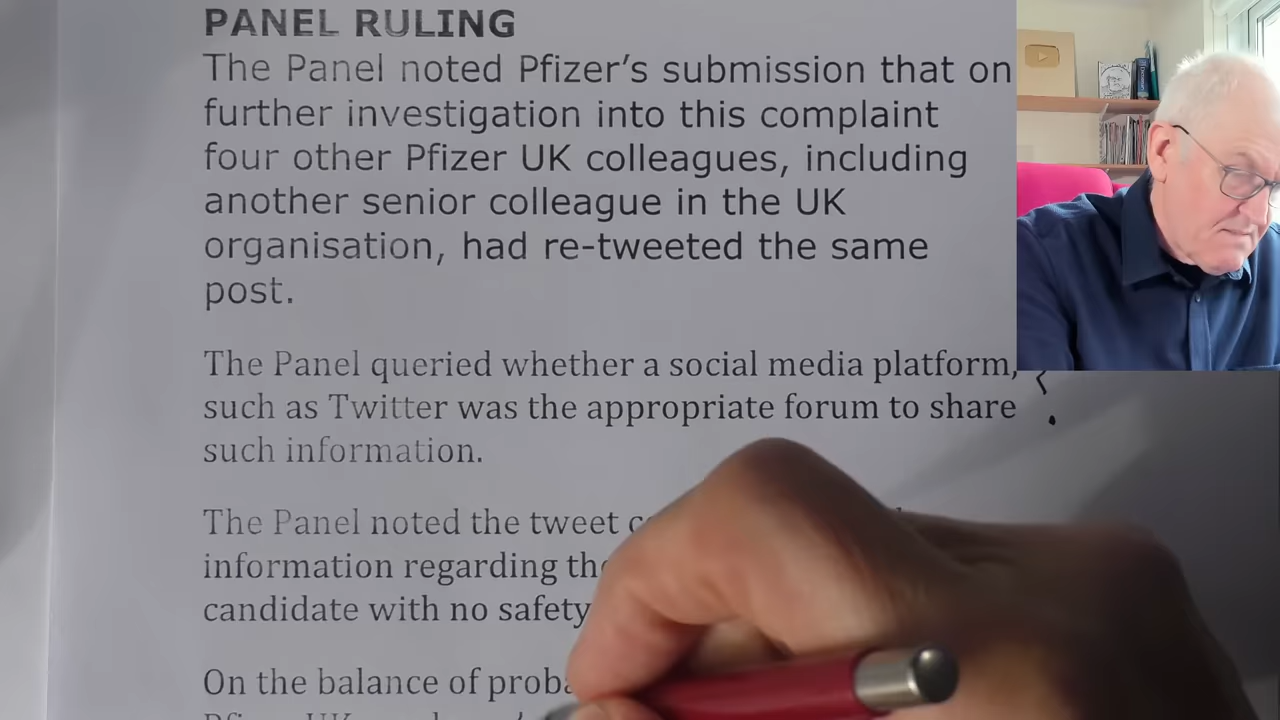 PANEL RULING
The Panel noted Pfizer’s submission that on
further investigation into this complaint
four other Pfizer UK colleagues, including
another senior colleague in the UK
organisation, had re-tweeted the same
post.
The Panel queried whether a social media platform,
such as Twitter was the appropriate forum to share
such information.
The Panel noted the tweet
information regarding
candidate with no safety
On the balance of
Pfizer UK